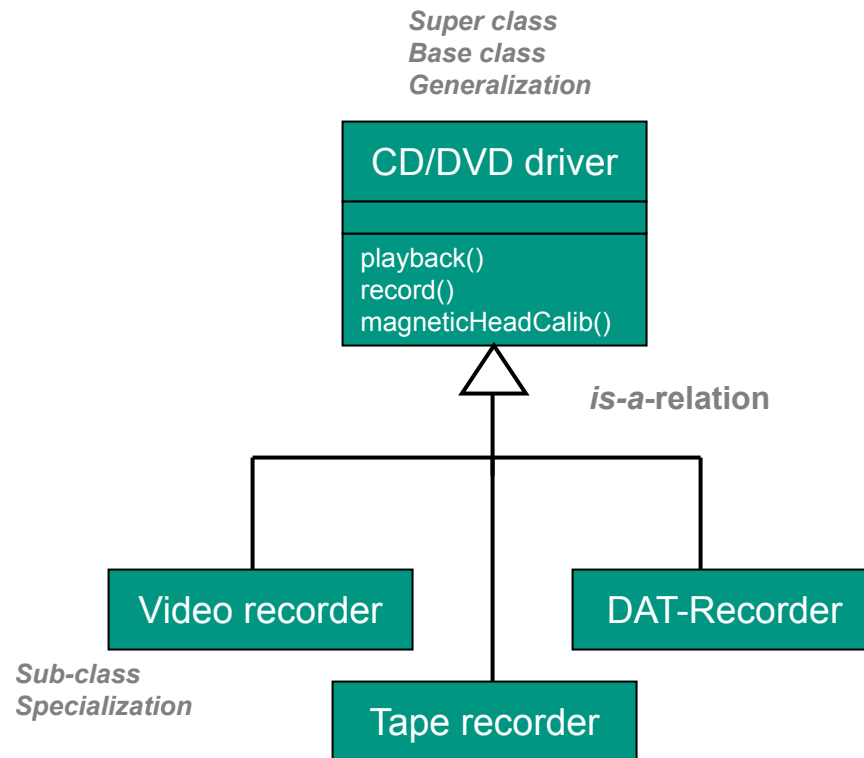 Super class
Base class
Generalization
CD/DVD driver
playback()
record()
magneticHeadCalib()
is-a-relation
Video recorder
DAT-Recorder
Sub-class
Specialization
Tape recorder